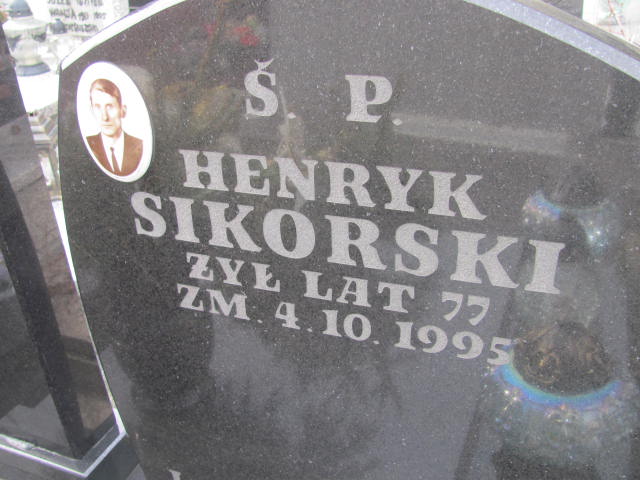 Ś. P.
HENRYK
SIKORSKI
ŻYŁ LAT 77
ZM. 4. 10. 1995